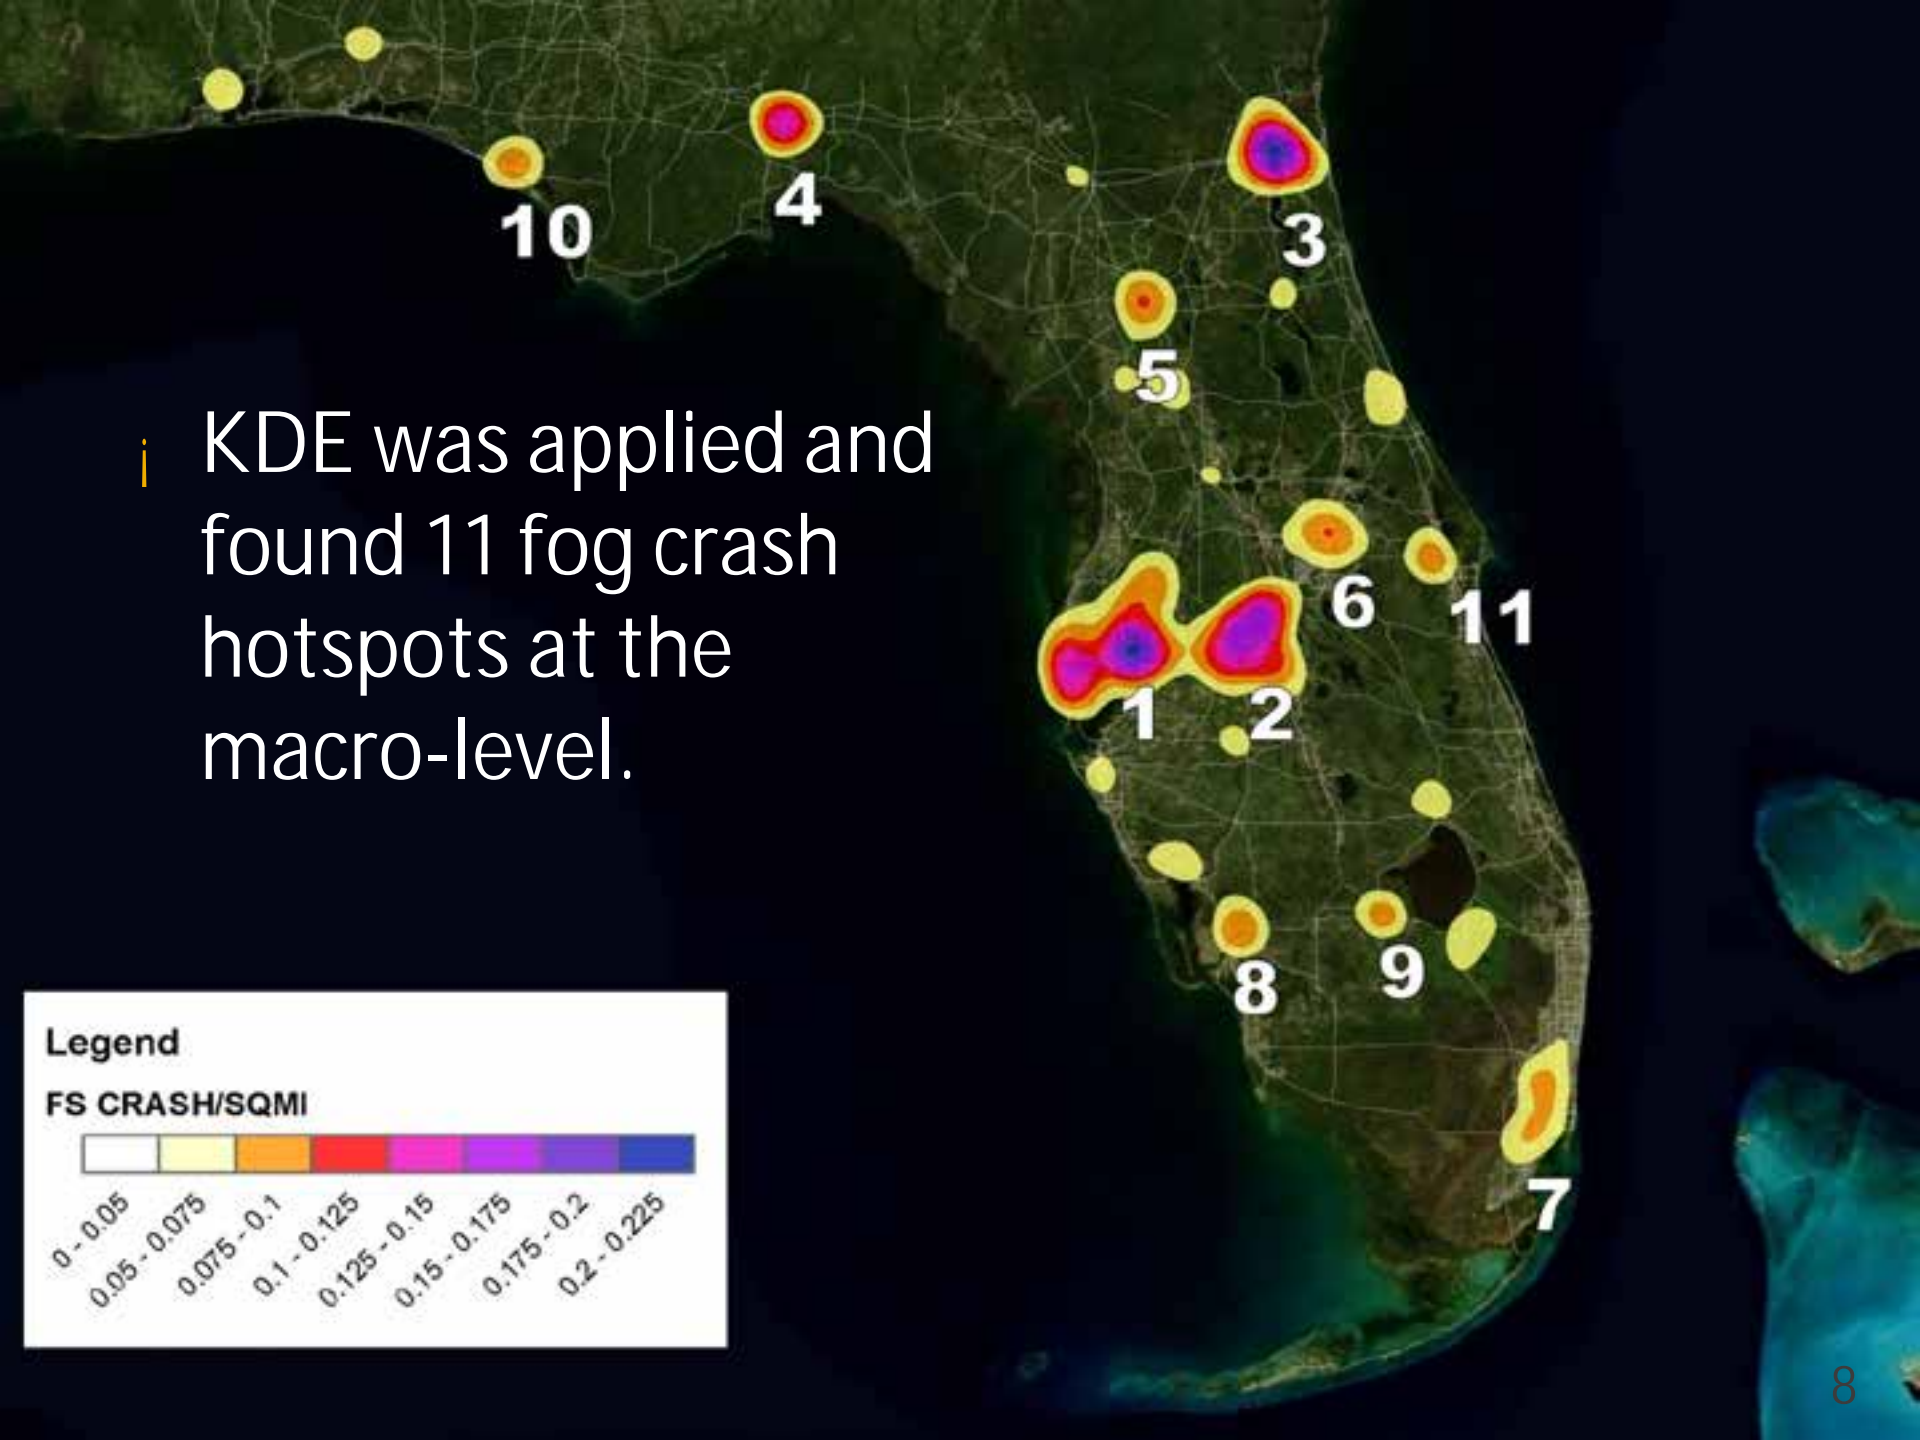 10
4
3
5
¡ KDE was applied and
found 11 fog crash
hotspots at the
macro-level.
6
11
1
2
8
9
7
Legend
FS CRASH/SQMI
0 - 0.05
0.05 - 0.075
0.075 - 0.1
0.1 - 0.125
0.125 - 0.15
0.15 - 0.175
0.175 - 0.2
0.2 - 0.225
8